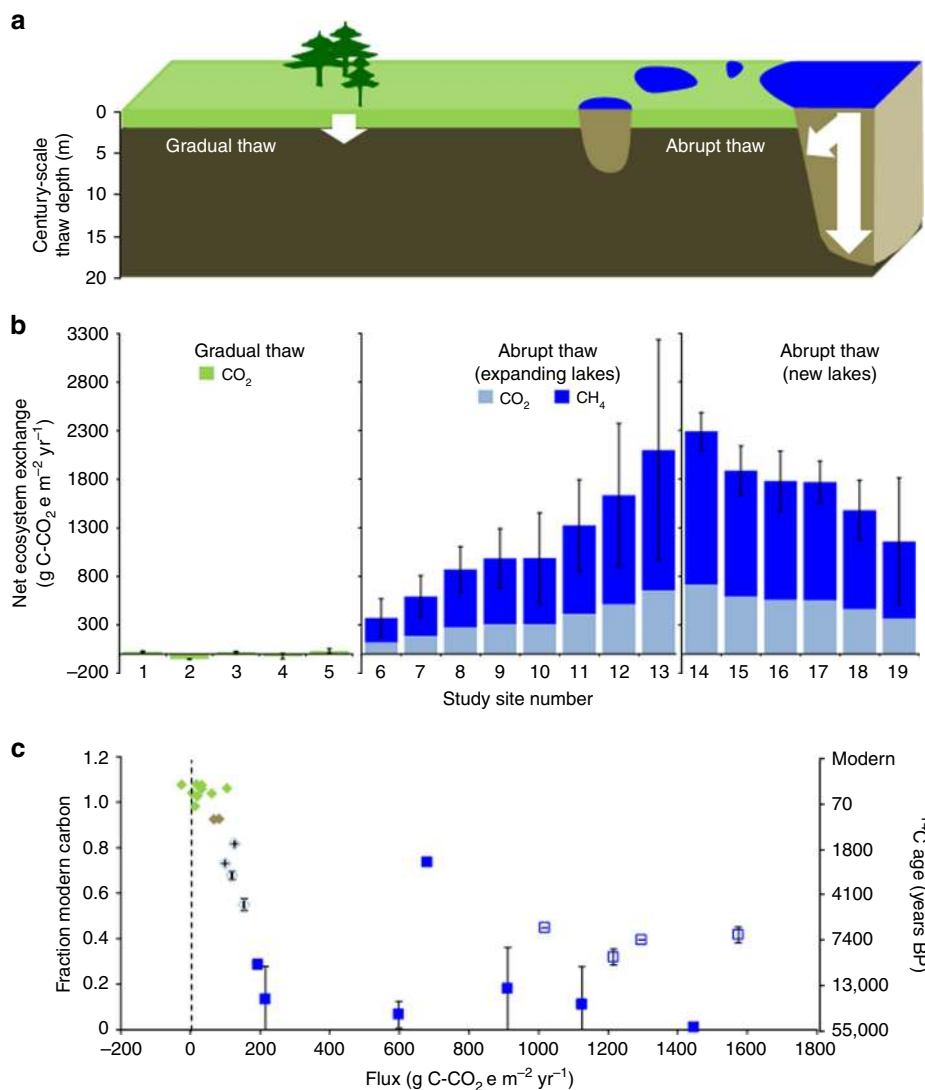 a
0
5
10
15
20
Century-scale
thaw depth (m)
Gradual thaw
Abrupt thaw
b
3300
2800
2300
1800
1300
800
300
−200
Net ecosystem exchange
(g C-CO₂ e m⁻² yr⁻¹)
Gradual thaw
CO₂
Abrupt thaw
(expanding lakes)
CO₂ CH₄
Abrupt thaw
(new lakes)
1 2 3 4 5 6 7 8 9 10 11 12 13 14 15 16 17 18 19
Study site number
c
1.2
1.0
0.8
0.6
0.4
0.2
0
Fraction modern carbon
Modern
70
1800
4100
7400
13,000
55,000
¹⁴C age (years BP)
−200 0 200 400 600 800 1000 1200 1400 1600 1800
Flux (g C-CO₂ e m⁻² yr⁻¹)